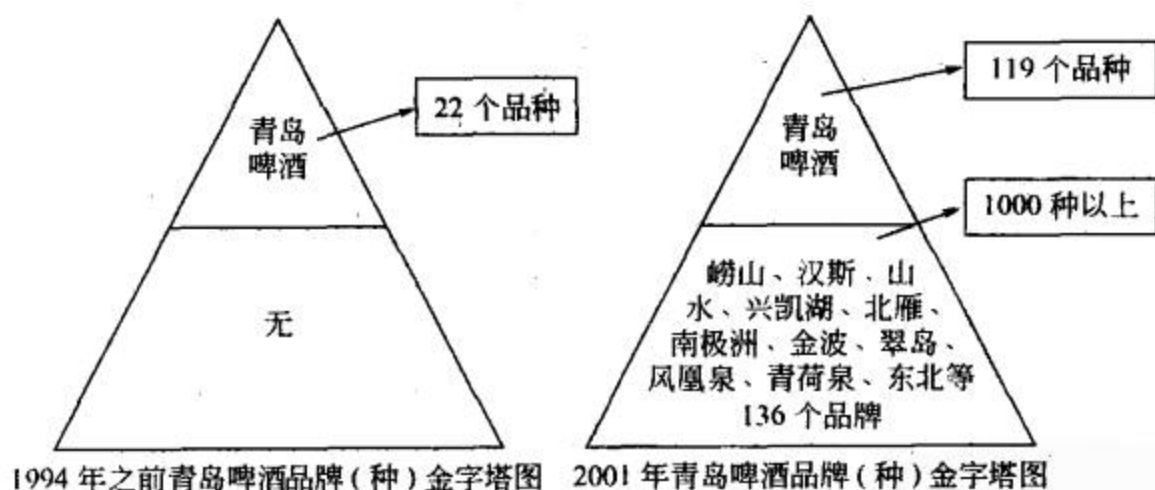 青岛
啤酒
22 个品种
无
1994 年之前青岛啤酒品牌（种）金字塔图
青岛
啤酒
119 个品种
1000 种以上
崂山、汉斯、山
水、兴凯湖、北雁、
南极洲、金波、翠岛、
凤凰泉、青荷泉、东北等
136 个品牌
2001 年青岛啤酒品牌（种）金字塔图